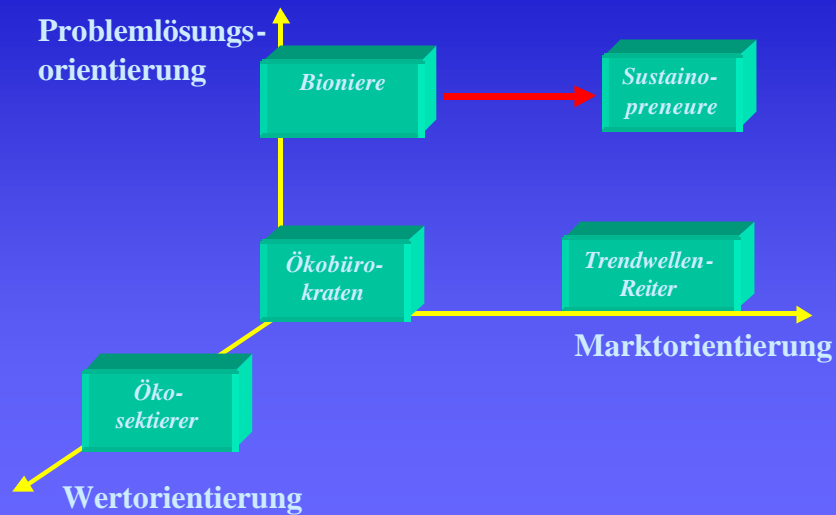 Problemlösungs-
orientierung
Bioniere
Sustaino-
preneure
Ökobüro-
kraten
Trendwellen-
Reiter
Marktorientierung
Öko-
sektierer
Wertorientierung